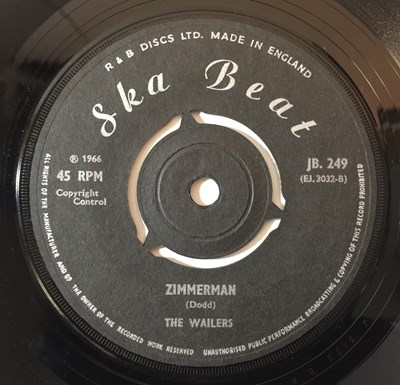 R & B DISCS LTD. MADE IN ENGLAND
Ska Beat
℗ 1966
45 RPM
Copyright
Control
JB. 249
(EJ. 3032-B)
ZIMMERMAN
(Dodd)
THE WAILERS
ALL RIGHTS OF THE MANUFACTURER AND OF THE OWNER OF THE RECORDED WORK RESERVED UNAUTHORISED PUBLIC PERFORMANCE BROADCASTING & COPYING OF THIS RECORD PROHIBITED